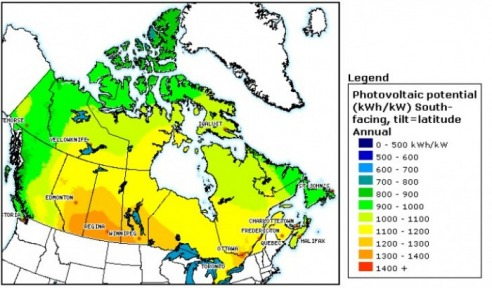 TEHORSE
YELLOWKNIFE
IQALUIT
ST. JOHN'S
EDMONTON
TORIA
REGINA
WINNIPEG
CHARLOTTETOWN
FREDERICTON
HALIFAX
QUEBEC
OTTAWA
TORONTO
Legend
Photovoltaic potential
(kWh/kW) South-
facing, tilt=latitude
Annual
0 - 500 kWh/kW
500 - 600
600 - 700
700 - 800
800 - 900
900 - 1000
1000 - 1100
1100 - 1200
1200 - 1300
1300 - 1400
1400 +